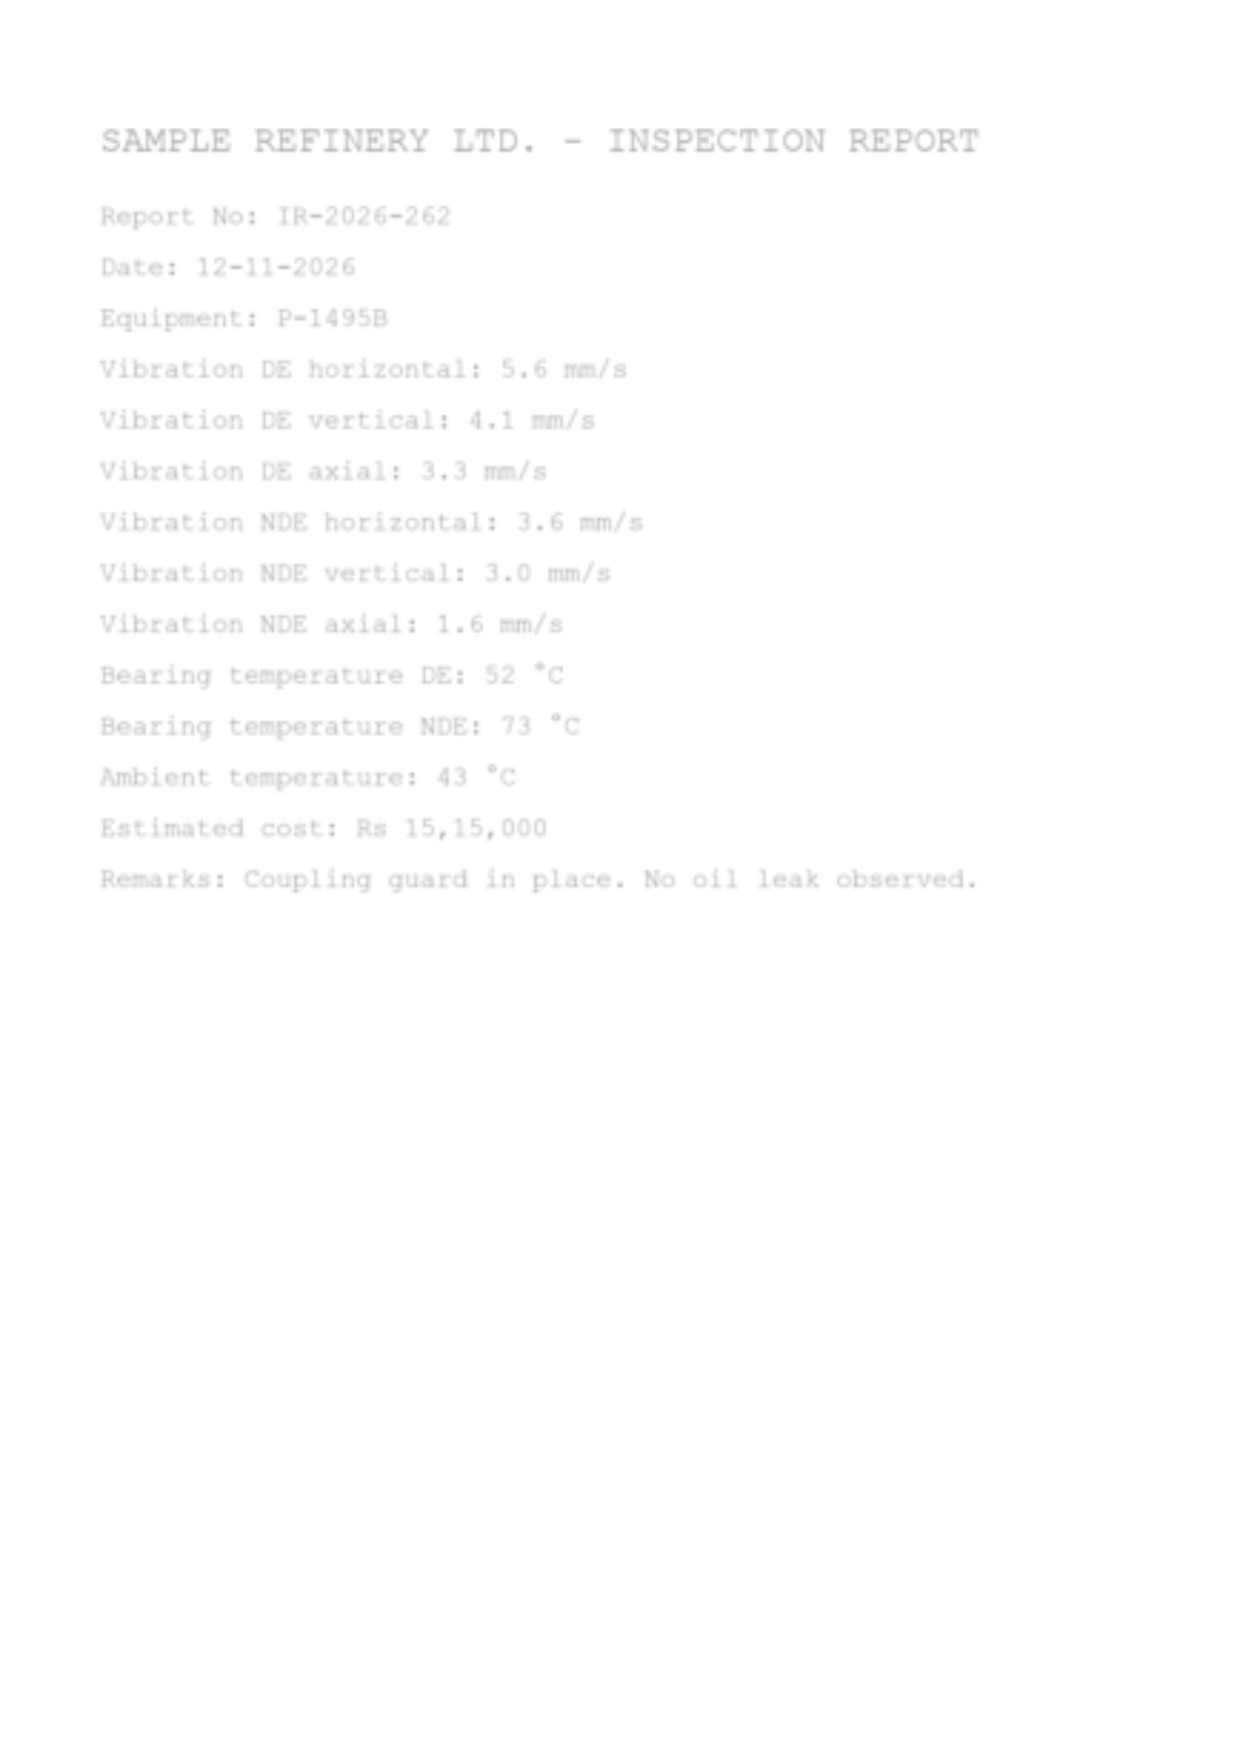 SAMPLE REFINERY LTD. - INSPECTION REPORT
Report No: IR-2026-262
Date: 12-11-2026
Equipment: P-1495B
Vibration DE horizontal: 5.6 mm/s
Vibration DE vertical: 4.1 mm/s
Vibration DE axial: 3.3 mm/s
Vibration NDE horizontal: 3.6 mm/s
Vibration NDE vertical: 3.0 mm/s
Vibration NDE axial: 1.6 mm/s
Bearing temperature DE: 52 °C
Bearing temperature NDE: 73 °C
Ambient temperature: 43 °C
Estimated cost: Rs 15,15,000
Remarks: Coupling guard in place. No oil leak observed.